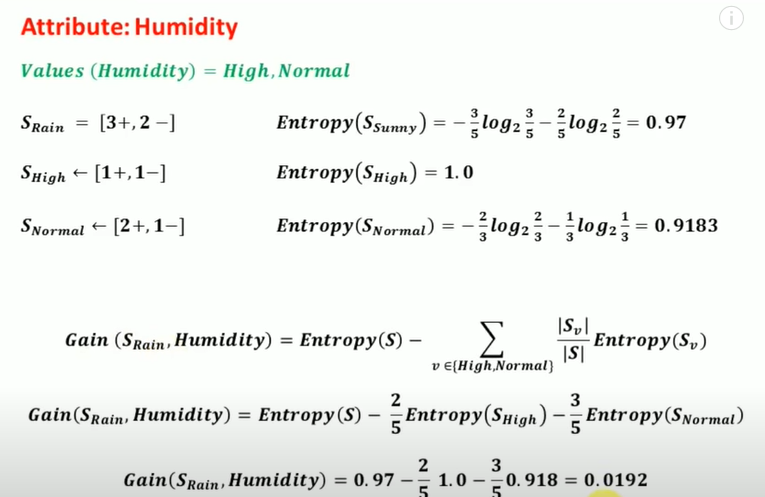 Attribute: Humidity
Values (Humidity) = High, Normal
S_Rain = [3+, 2 −] Entropy(S_Sunny) = − 3/5 log₂ 3/5 − 2/5 log₂ 2/5 = 0.97
S_High ← [1+, 1−] Entropy(S_High) = 1.0
S_Normal ← [2+, 1−] Entropy(S_Normal) = − 2/3 log₂ 2/3 − 1/3 log₂ 1/3 = 0.9183
Gain (S_Rain, Humidity) = Entropy(S) − ∑_{v ∈{High,Normal}} |S_v|/|S| Entropy(S_v)
Gain(S_Rain, Humidity) = Entropy(S) − 2/5 Entropy(S_High) − 3/5 Entropy(S_Normal)
Gain(S_Rain, Humidity) = 0.97 − 2/5 1.0 − 3/5 0.918 = 0.0192